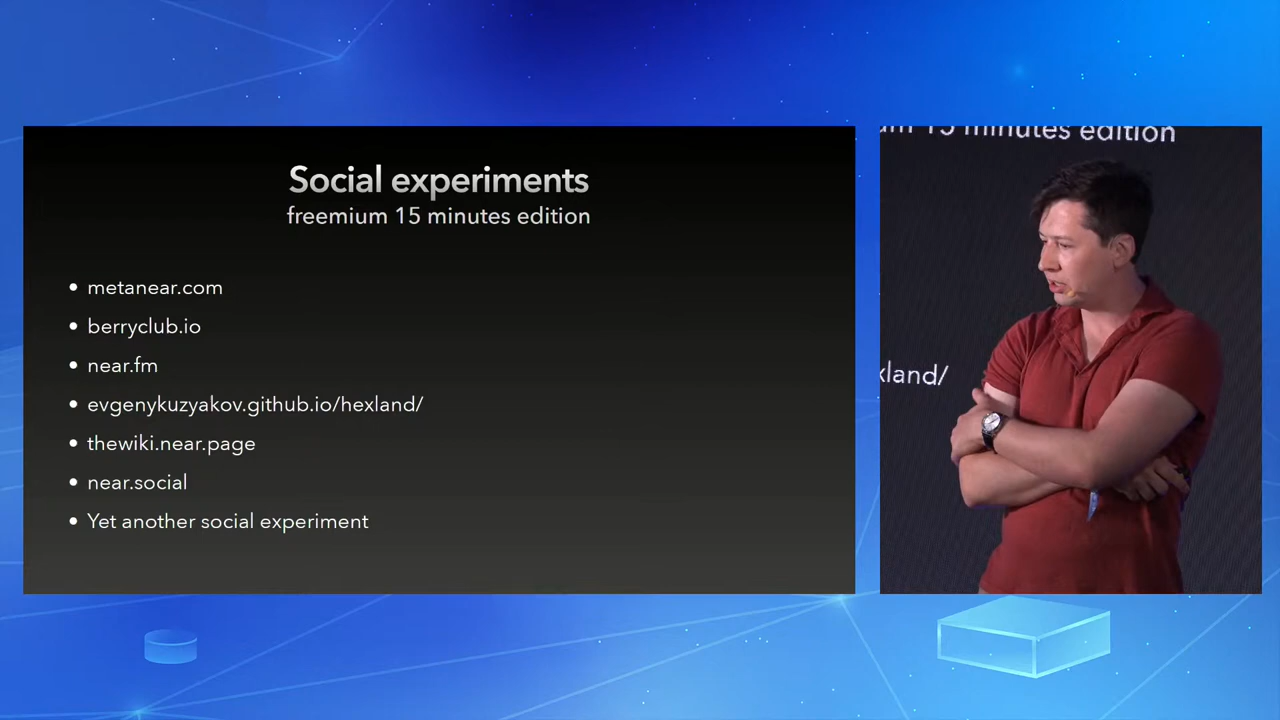 Social experiments
freemium 15 minutes edition
• metanear.com
• berryclub.io
• near.fm
• evgenykuzyakov.github.io/hexland/
• thewiki.near.page
• near.social
• Yet another social experiment
15 minutes edition
land/